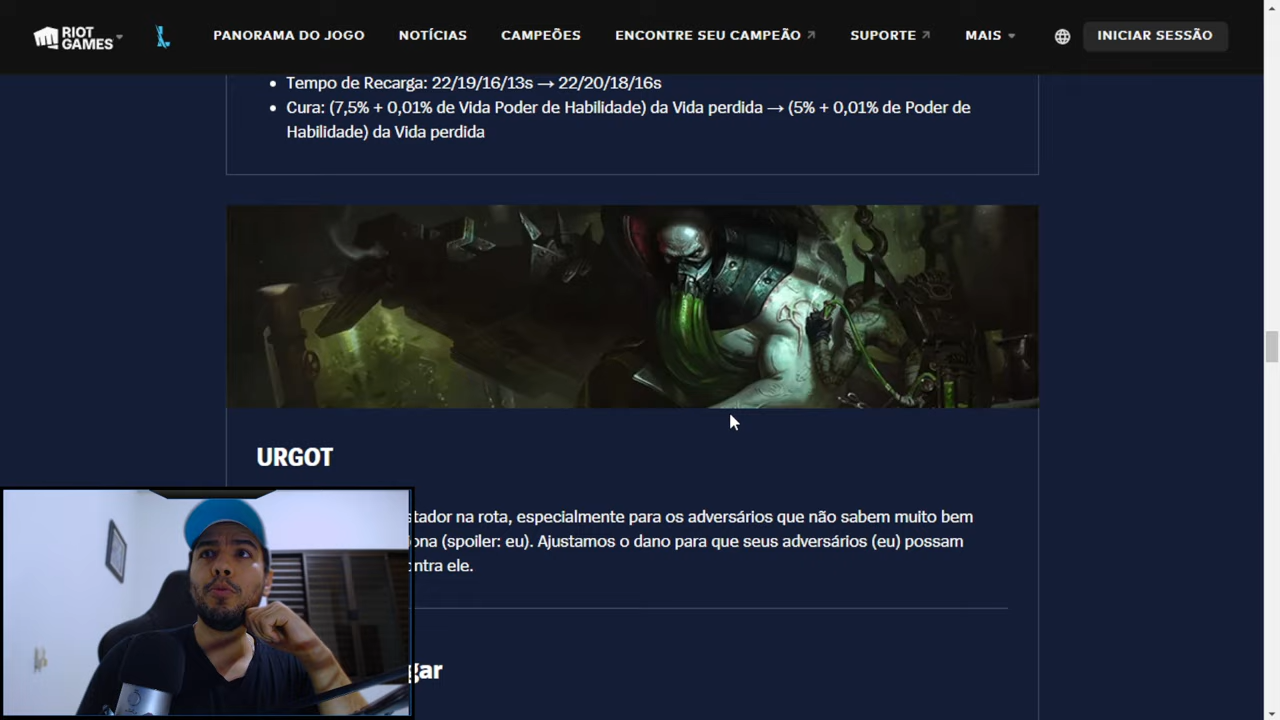 RIOT
GAMES
PANORAMA DO JOGO
NOTÍCIAS
CAMPEÕES
ENCONTRE SEU CAMPEÃO
SUPORTE
MAIS
INICIAR SESSÃO
• Tempo de Recarga: 22/19/16/13s → 22/20/18/16s
• Cura: (7,5% + 0,01% de Vida Poder de Habilidade) da Vida perdida → (5% + 0,01% de Poder de
Habilidade) da Vida perdida
URGOT
tador na rota, especialmente para os adversários que não sabem muito bem
ona (spoiler: eu). Ajustamos o dano para que seus adversários (eu) possam
ntra ele.
gar